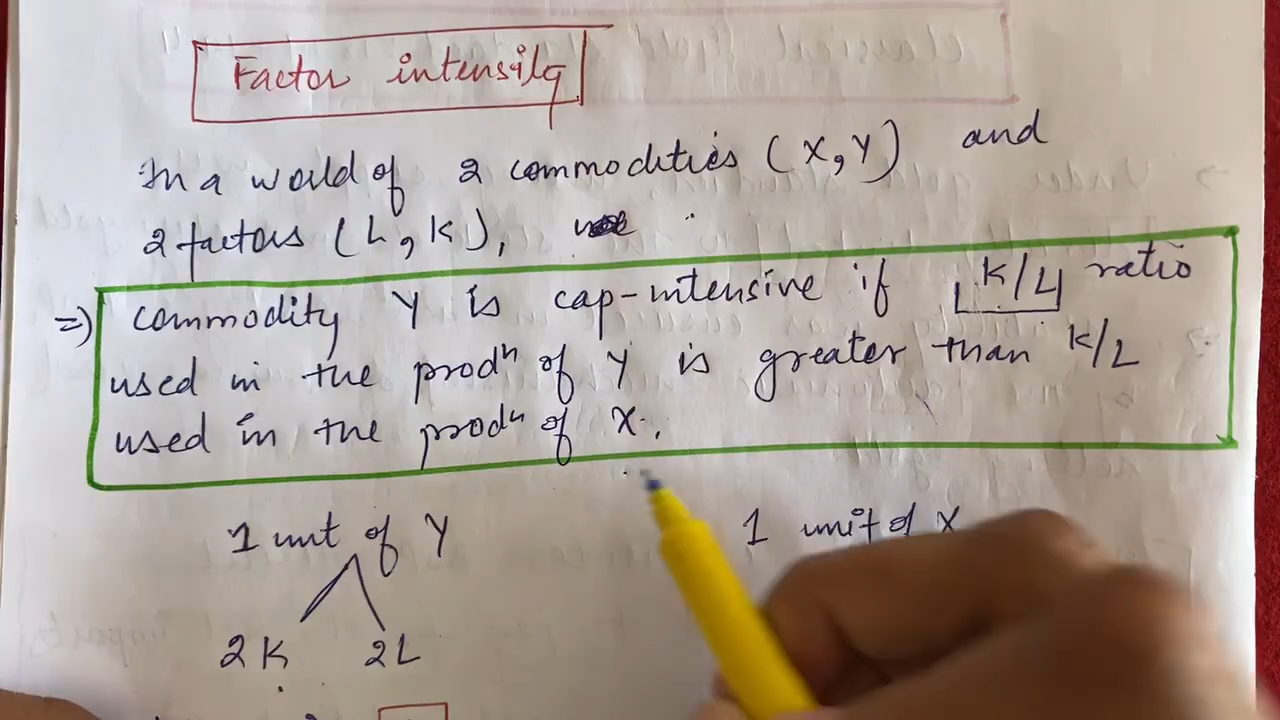 Factor intensity
In a world of 2 commodities (X, Y) and
2 factors (L, K),
=) commodity Y is cap-intensive if K/L ratio
used in the prodⁿ of Y is greater than K/L
used in the prodⁿ of X.
1 unit of Y 1 unit of X
2K 2L